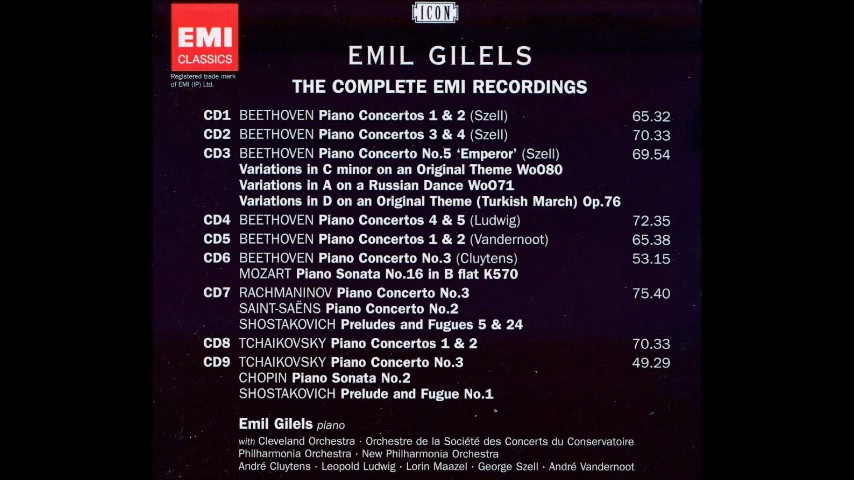 ICON
EMI
CLASSICS
Registered trade mark
of EMI (IP) Ltd.
EMIL GILELS
THE COMPLETE EMI RECORDINGS
CD1 BEETHOVEN Piano Concertos 1 & 2 (Szell) 65.32
CD2 BEETHOVEN Piano Concertos 3 & 4 (Szell) 70.33
CD3 BEETHOVEN Piano Concerto No.5 ‘Emperor’ (Szell) 69.54
Variations in C minor on an Original Theme WoO80
Variations in A on a Russian Dance WoO71
Variations in D on an Original Theme (Turkish March) Op.76
CD4 BEETHOVEN Piano Concertos 4 & 5 (Ludwig) 72.35
CD5 BEETHOVEN Piano Concertos 1 & 2 (Vandernoot) 65.38
CD6 BEETHOVEN Piano Concerto No.3 (Cluytens) 53.15
MOZART Piano Sonata No.16 in B flat K570
CD7 RACHMANINOV Piano Concerto No.3 75.40
SAINT-SAËNS Piano Concerto No.2
SHOSTAKOVICH Preludes and Fugues 5 & 24
CD8 TCHAIKOVSKY Piano Concertos 1 & 2 70.33
CD9 TCHAIKOVSKY Piano Concerto No.3 49.29
CHOPIN Piano Sonata No.2
SHOSTAKOVICH Prelude and Fugue No.1
Emil Gilels piano
with Cleveland Orchestra · Orchestre de la Société des Concerts du Conservatoire
Philharmonia Orchestra · New Philharmonia Orchestra
André Cluytens · Leopold Ludwig · Lorin Maazel · George Szell · André Vandernoot